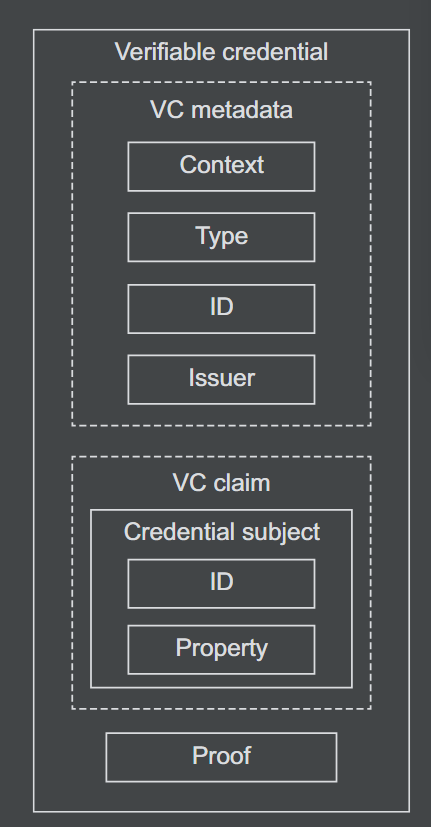 Verifiable credential
VC metadata
Context
Type
ID
Issuer
VC claim
Credential subject
ID
Property
Proof